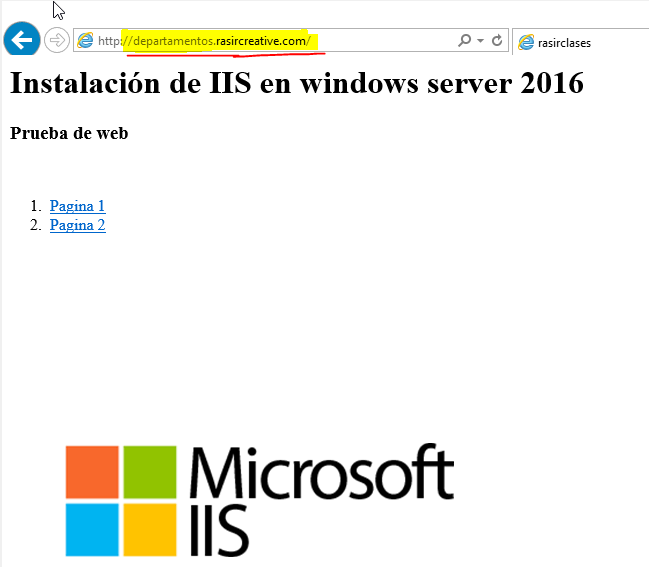 http://departamentos.rasircreative.com/
rasirclases
Instalación de IIS en windows server 2016
Prueba de web
1. Pagina 1
2. Pagina 2
Microsoft
IIS